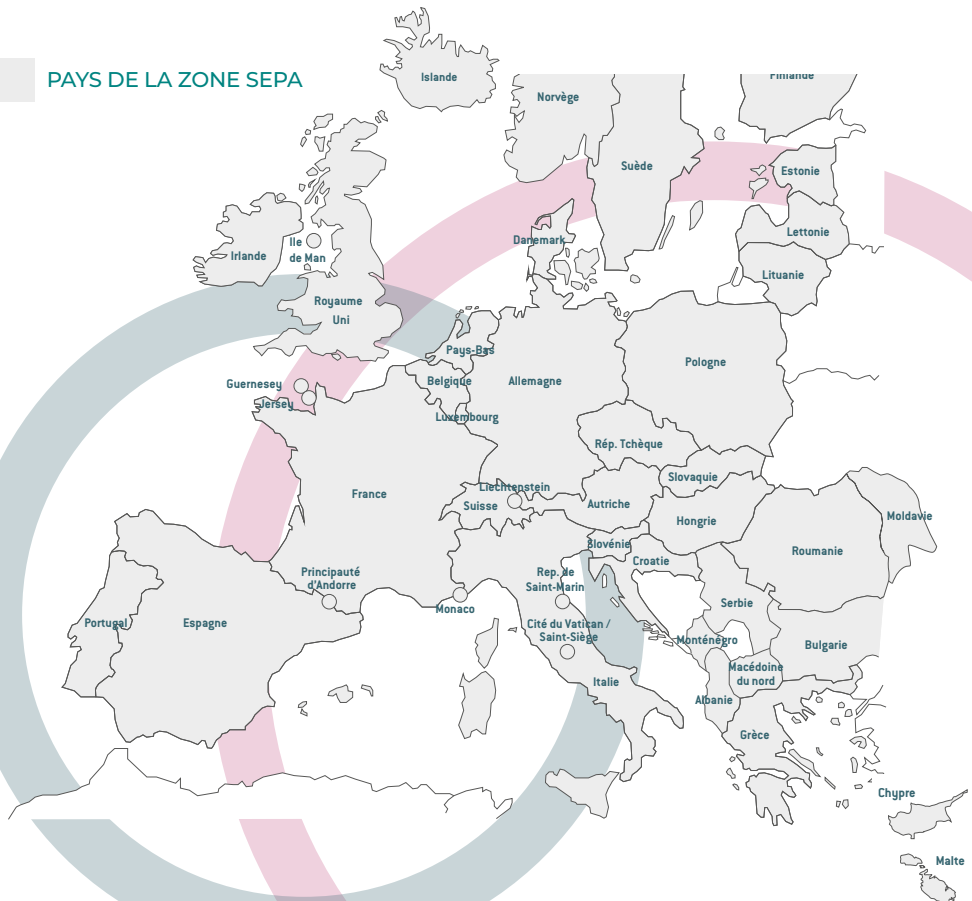 PAYS DE LA ZONE SEPA
Islande
Finlande
Norvège
Suède
Estonie
Lettonie
Lituanie
Danemark
Ile
de Man
Irlande
Royaume
Uni
Pays-Bas
Pologne
Guernesey
Jersey
Belgique
Allemagne
Luxembourg
Rép. Tchèque
Slovaquie
France
Liechtenstein
Suisse
Autriche
Hongrie
Moldavie
Slovénie
Croatie
Roumanie
Principauté
d'Andorre
Monaco
Rep. de
Saint-Marin
Serbie
Portugal
Espagne
Cité du Vatican /
Saint-Siège
Monténégro
Bulgarie
Macédoine
du nord
Italie
Albanie
Grèce
Chypre
Malte